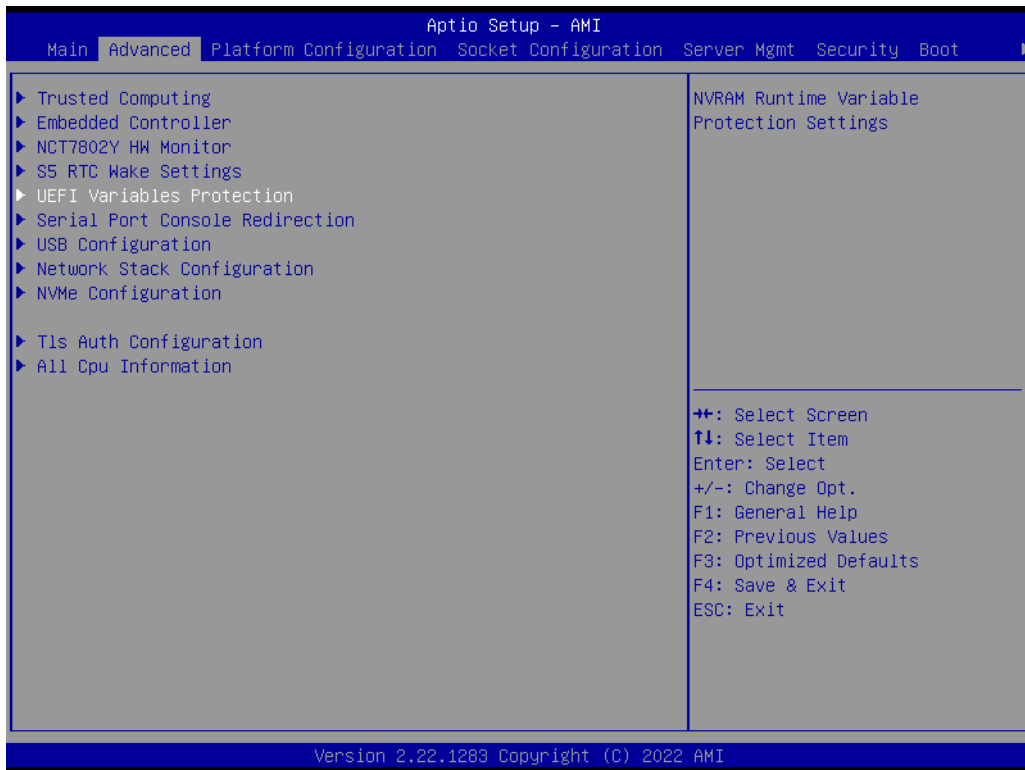 Aptio Setup – AMI
Main Advanced Platform Configuration Socket Configuration Server Mgmt Security Boot
Trusted Computing
Embedded Controller
NCT7802Y HW Monitor
S5 RTC Wake Settings
UEFI Variables Protection
Serial Port Console Redirection
USB Configuration
Network Stack Configuration
NVMe Configuration
Tls Auth Configuration
All Cpu Information
NVRAM Runtime Variable
Protection Settings
→←: Select Screen
↑↓: Select Item
Enter: Select
+/-: Change Opt.
F1: General Help
F2: Previous Values
F3: Optimized Defaults
F4: Save & Exit
ESC: Exit
Version 2.22.1283 Copyright (C) 2022 AMI